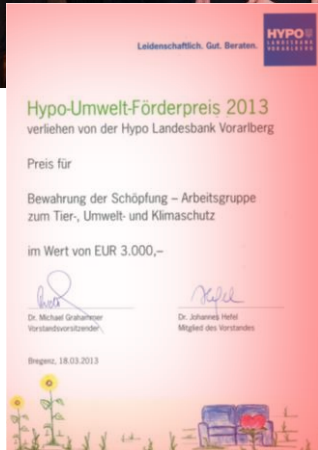 Leidenschaftlich. Gut. Beraten.
HYPO
LANDESBANK
VORARLBERG
Hypo-Umwelt-Förderpreis 2013
verliehen von der Hypo Landesbank Vorarlberg
Preis für
Bewahrung der Schöpfung – Arbeitsgruppe
zum Tier-, Umwelt- und Klimaschutz
im Wert von EUR 3.000,–
Dr. Michael Grahammer
Vorstandsvorsitzender
Dr. Johannes Hefel
Mitglied des Vorstandes
Bregenz, 18.03.2013